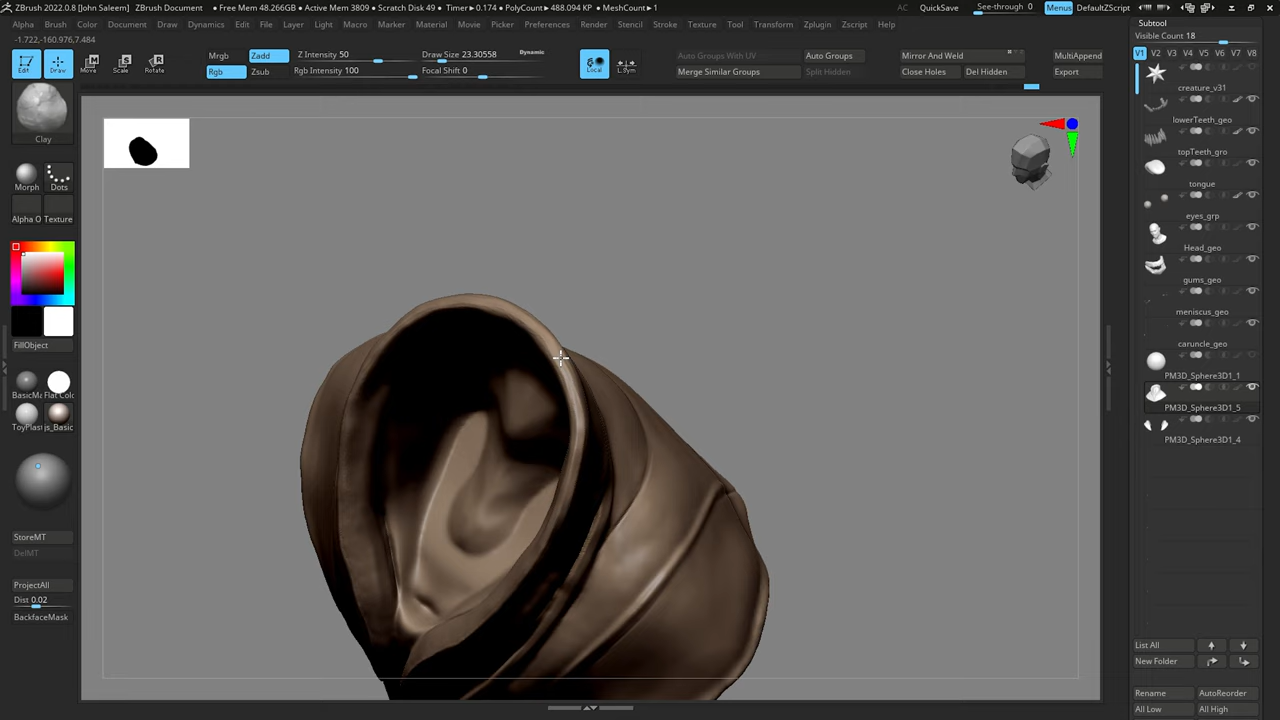 ZBrush 2022.0.8 [John Saleem] ZBrush Document ● Free Mem 48.266GB ● Active Mem 3809 ● Scratch Disk 49 ● Timer▸0.174 ● PolyCount▸488.094 KP ● MeshCount▸1 AC QuickSave See-through 0 Menus DefaultZScript
Alpha Brush Color Document Draw Dynamics Edit File Layer Light Macro Marker Material Movie Picker Preferences Render Stencil Stroke Texture Tool Transform Zplugin Zscript Help
-1.722,-160.976,7.484
Edit Draw Move Scale Rotate
Mrgb Zadd Z Intensity 50 Draw Size 23.30558 Dynamic
Rgb Zsub Rgb Intensity 100 Focal Shift 0
Local L.Sym
Auto Groups With UV Auto Groups Mirror And Weld MultiAppend
Merge Similar Groups Split Hidden Close Holes Del Hidden Export
Clay
Morph Dots
Alpha O Texture
FillObject
BasicMa Flat Colo
ToyPlas js_Basic
StoreMT
DelMT
ProjectAll
Dist 0.02
BackfaceMask
Subtool
Visible Count 18
V1 V2 V3 V4 V5 V6 V7 V8
creature_v31
lowerTeeth_geo
topTeeth_gro
tongue
eyes_grp
Head_geo
gums_geo
meniscus_geo
caruncle_geo
PM3D_Sphere3D1_1
PM3D_Sphere3D1_5
PM3D_Sphere3D1_4
List All
New Folder
Rename AutoReorder
All Low All High